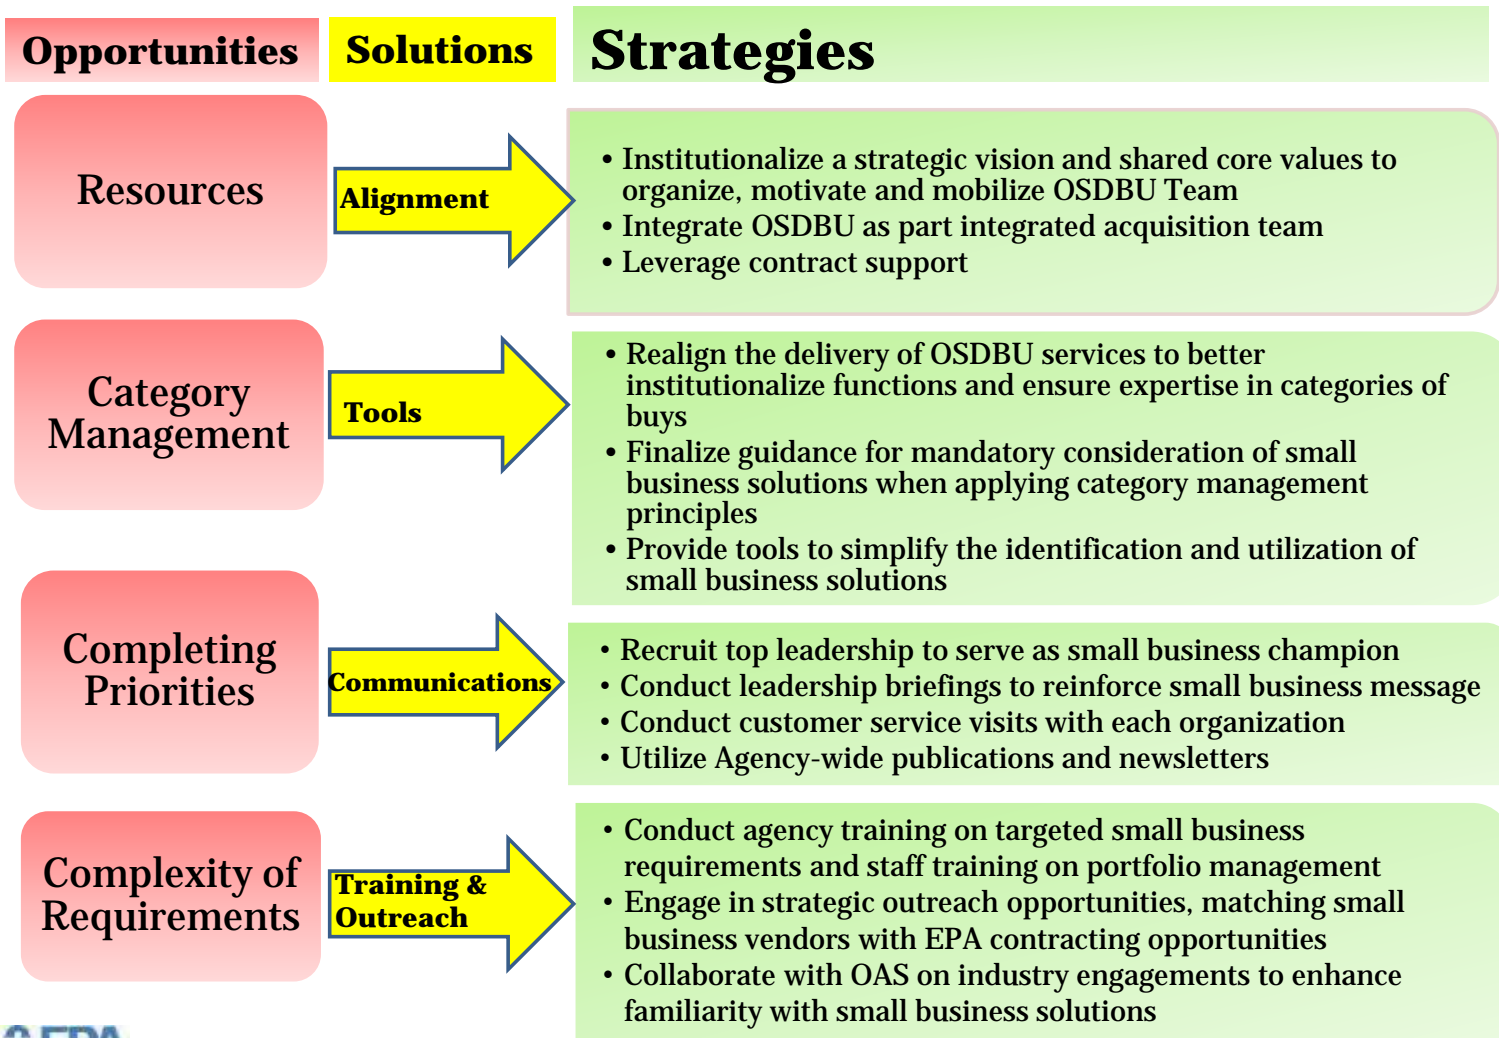 Opportunities
Solutions
Strategies
Resources
Alignment
• Institutionalize a strategic vision and shared core values to
organize, motivate and mobilize OSDBU Team
• Integrate OSDBU as part integrated acquisition team
• Leverage contract support
Category
Management
Tools
• Realign the delivery of OSDBU services to better
institutionalize functions and ensure expertise in categories of
buys
• Finalize guidance for mandatory consideration of small
business solutions when applying category management
principles
• Provide tools to simplify the identification and utilization of
small business solutions
Completing
Priorities
Communications
• Recruit top leadership to serve as small business champion
• Conduct leadership briefings to reinforce small business message
• Conduct customer service visits with each organization
• Utilize Agency-wide publications and newsletters
Complexity of
Requirements
Training &
Outreach
• Conduct agency training on targeted small business
requirements and staff training on portfolio management
• Engage in strategic outreach opportunities, matching small
business vendors with EPA contracting opportunities
• Collaborate with OAS on industry engagements to enhance
familiarity with small business solutions
EPA